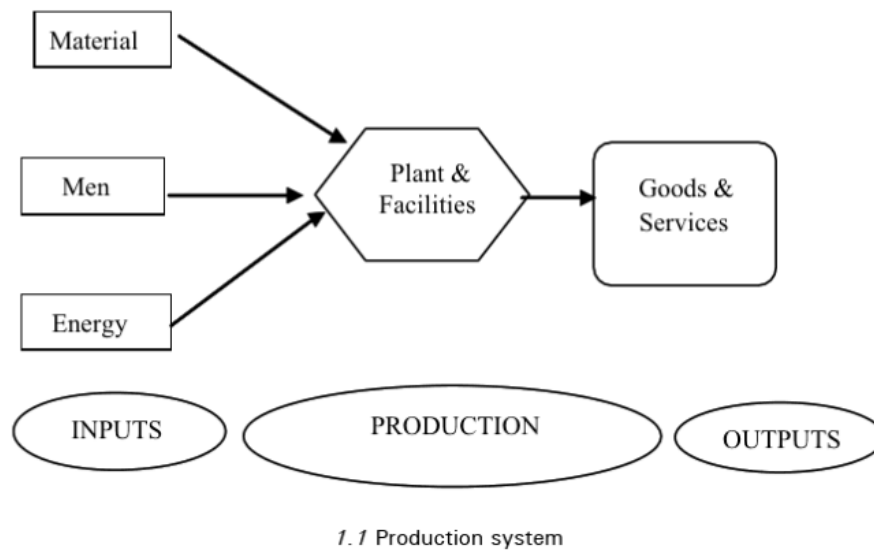 Material
Men
Energy
Plant &
Facilities
Goods &
Services
INPUTS
PRODUCTION
OUTPUTS
1.1 Production system